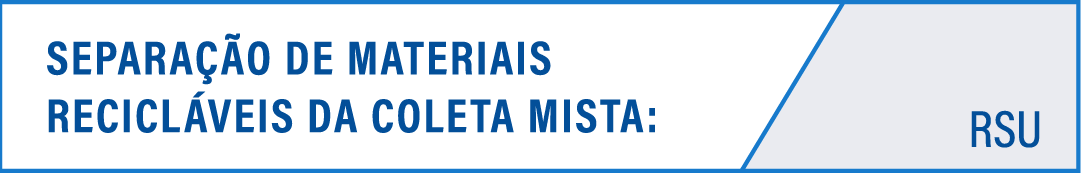 SEPARAÇÃO DE MATERIAIS
RECICLÁVEIS DA COLETA MISTA:
RSU